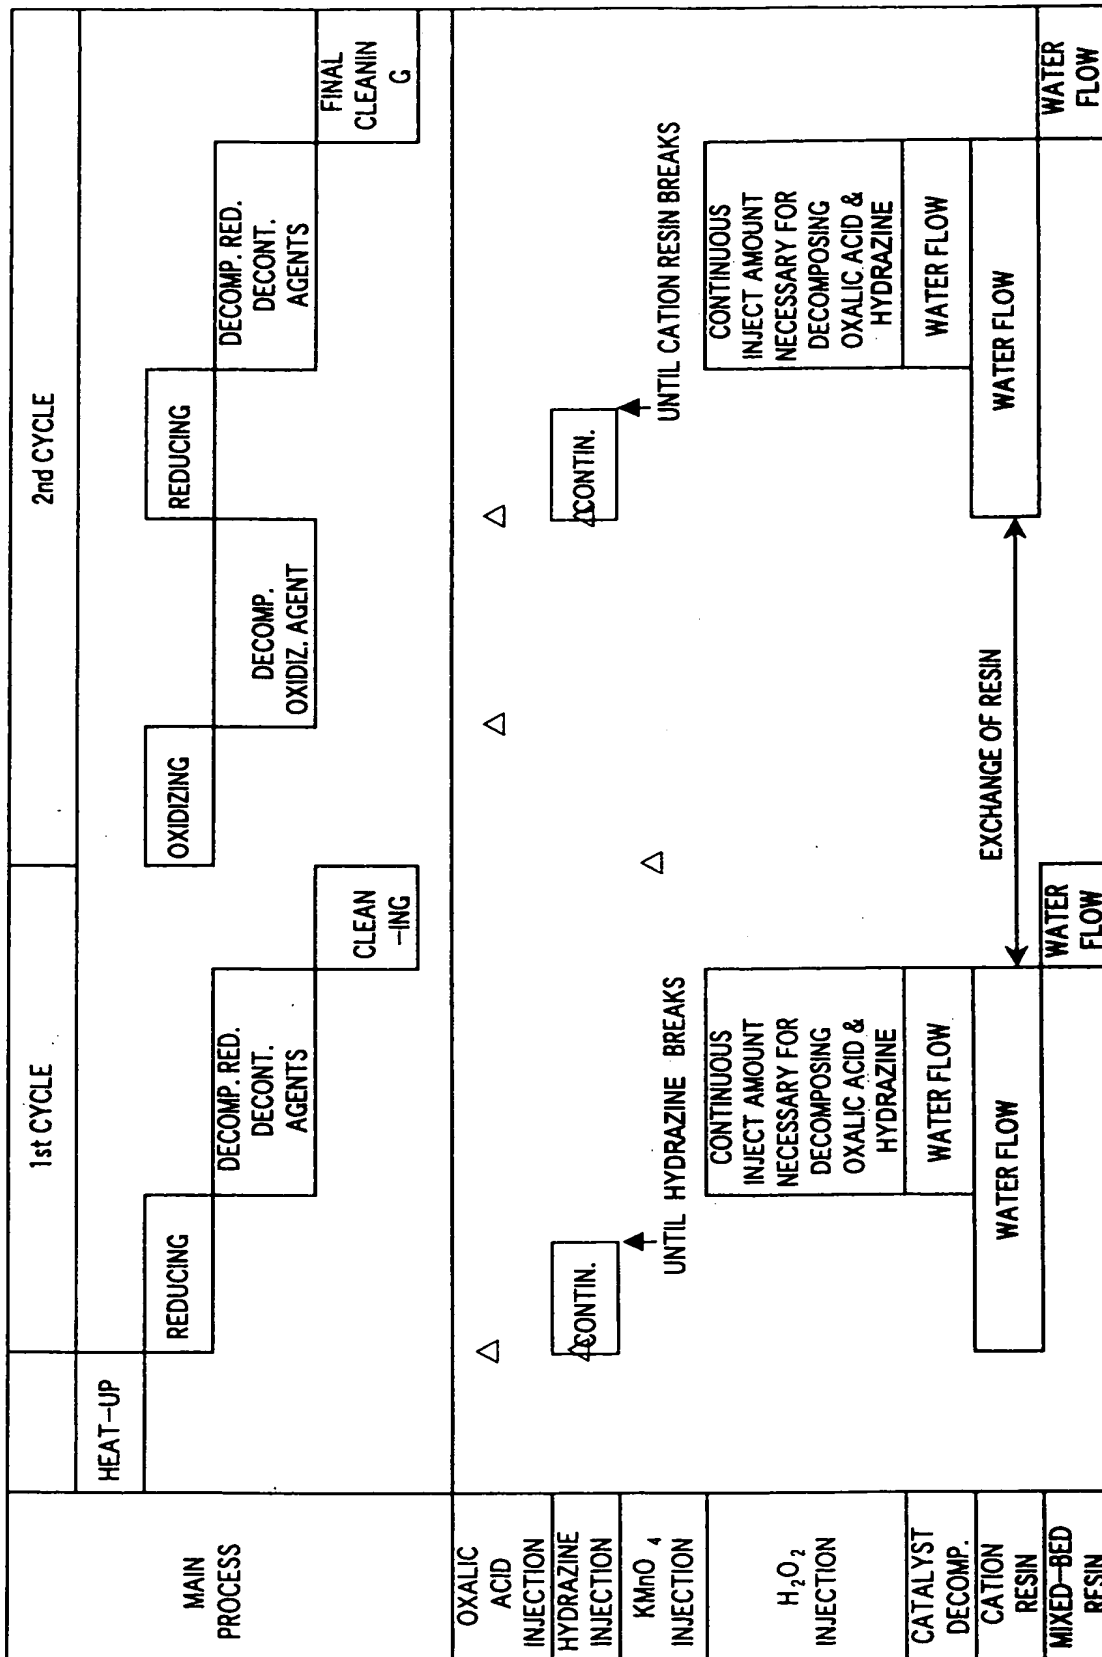 1st CYCLE
2nd CYCLE
MAIN
PROCESS
HEAT-UP
REDUCING
DECOMP. RED.
DECONT.
AGENTS
CLEAN
-ING
OXIDIZING
DECOMP.
OXIDIZ. AGENT
REDUCING
DECOMP. RED.
DECONT.
AGENTS
FINAL
CLEANIN
G
OXALIC
ACID
INJECTION
△
△
△
HYDRAZINE
INJECTION
△
CONTIN.
△
CONTIN.
KMnO4
INJECTION
UNTIL HYDRAZINE BREAKS
△
UNTIL CATION RESIN BREAKS
H2O2
INJECTION
CONTINUOUS
INJECT AMOUNT
NECESSARY FOR
DECOMPOSING
OXALIC ACID &
HYDRAZINE
CONTINUOUS
INJECT AMOUNT
NECESSARY FOR
DECOMPOSING
OXALIC ACID &
HYDRAZINE
CATALYST
DECOMP.
WATER FLOW
WATER FLOW
CATION
RESIN
WATER FLOW
EXCHANGE OF RESIN
WATER FLOW
MIXED-BED
RESIN
WATER
FLOW
WATER
FLOW